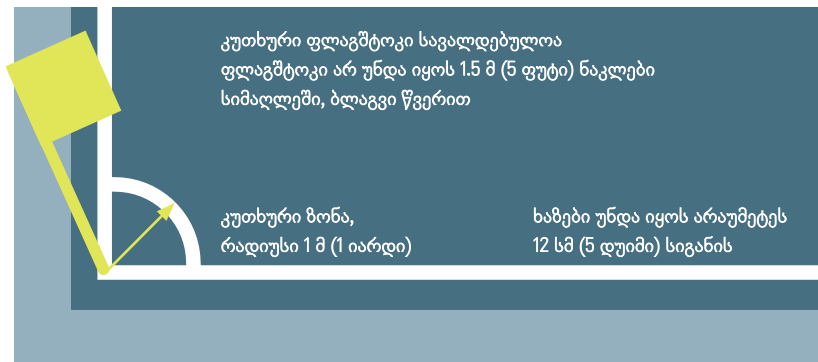 კუთხური ფლაგშტოკი სავალდებულოა
ფლაგშტოკი არ უნდა იყოს 1.5 მ (5 ფუტი) ნაკლები
სიმაღლეში, ბლაგვი წვერით
კუთხური ზონა,
რადიუსი 1 მ (1 იარდი)
ხაზები უნდა იყოს არაუმეტეს
12 სმ (5 დუიმი) სიგანის